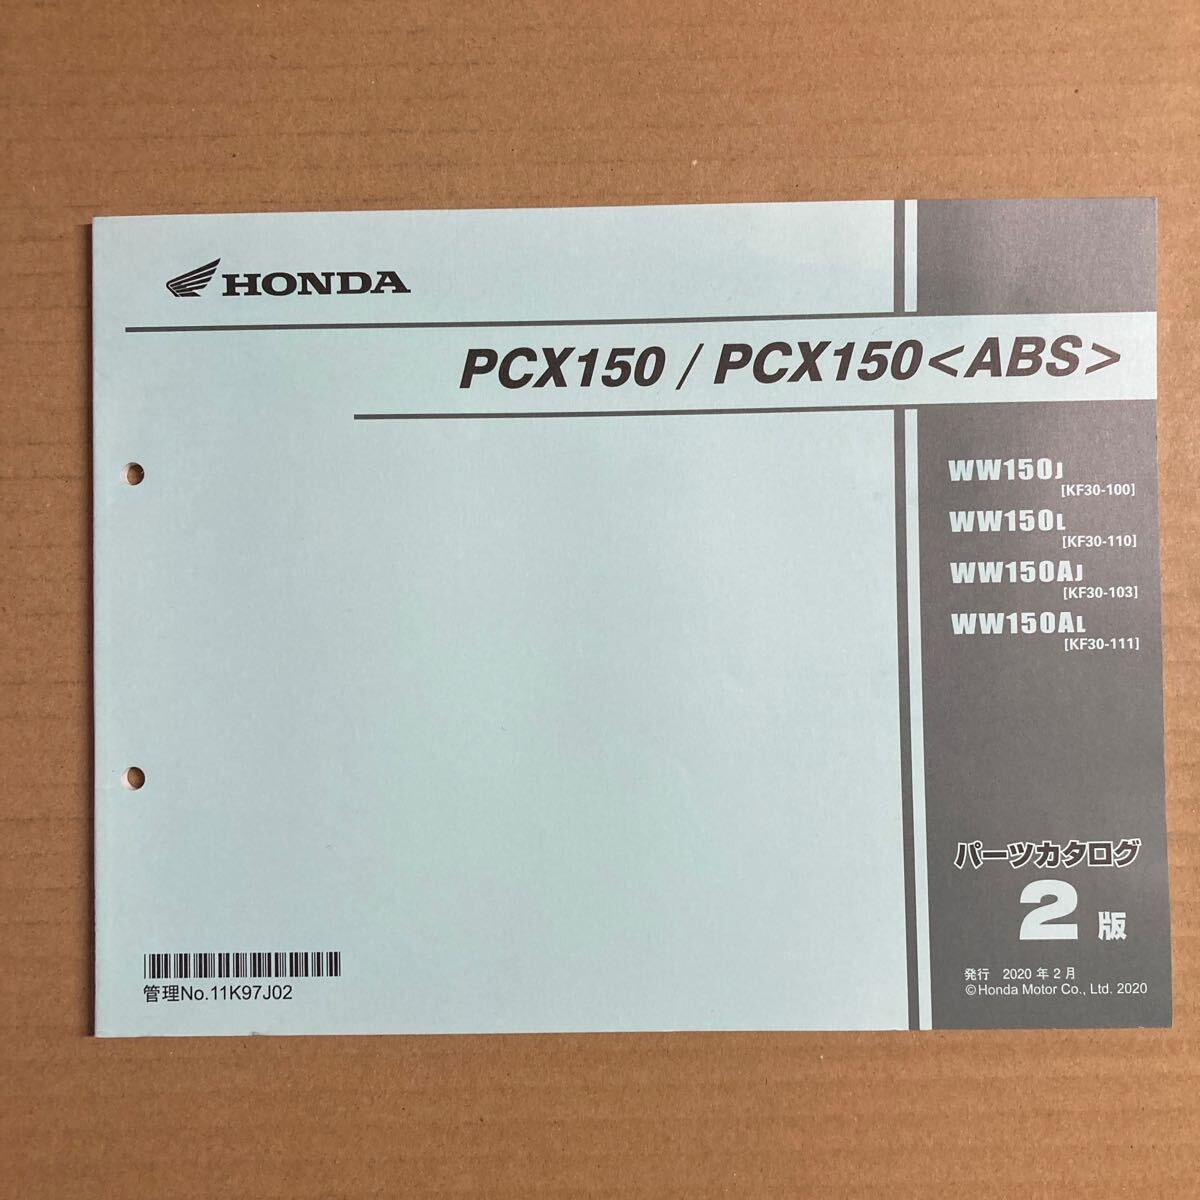 HONDA
PCX150 / PCX150<ABS>
WW150J
[KF30-100]
WW150L
[KF30-110]
WW150AJ
[KF30-103]
WW150AL
[KF30-111]
パーツカタログ
2 版
発行 2020 年 2 月
©Honda Motor Co., Ltd. 2020
管理No.11K97J02